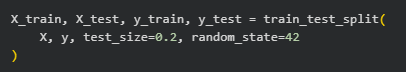 X_train, X_test, y_train, y_test = train_test_split(
    X, y, test_size=0.2, random_state=42
)